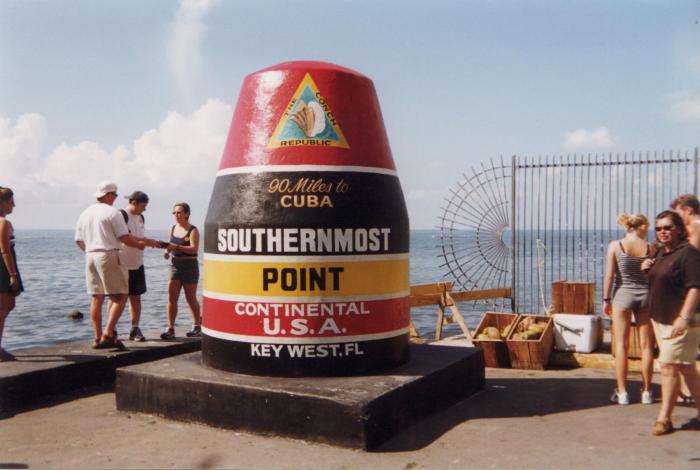 THE CONCH
REPUBLIC
90 Miles to
CUBA
SOUTHERNMOST
POINT
CONTINENTAL
U.S.A.
KEY WEST, FL